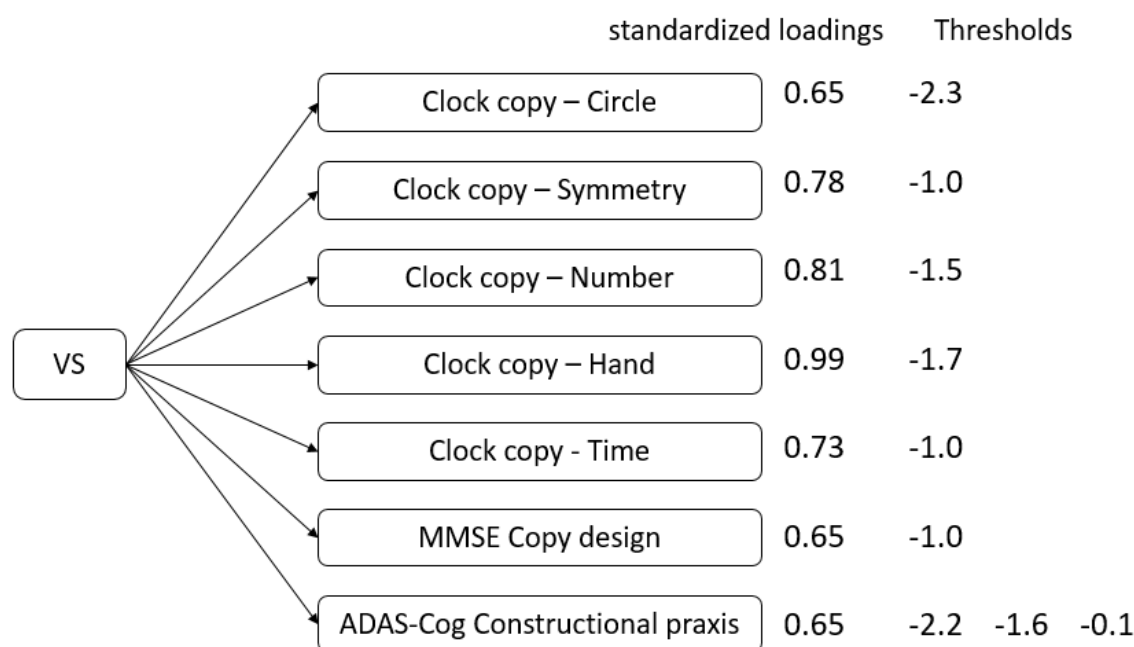 standardized loadings Thresholds
Clock copy – Circle 0.65 -2.3
Clock copy – Symmetry 0.78 -1.0
Clock copy – Number 0.81 -1.5
VS Clock copy – Hand 0.99 -1.7
Clock copy - Time 0.73 -1.0
MMSE Copy design 0.65 -1.0
ADAS-Cog Constructional praxis 0.65 -2.2 -1.6 -0.1